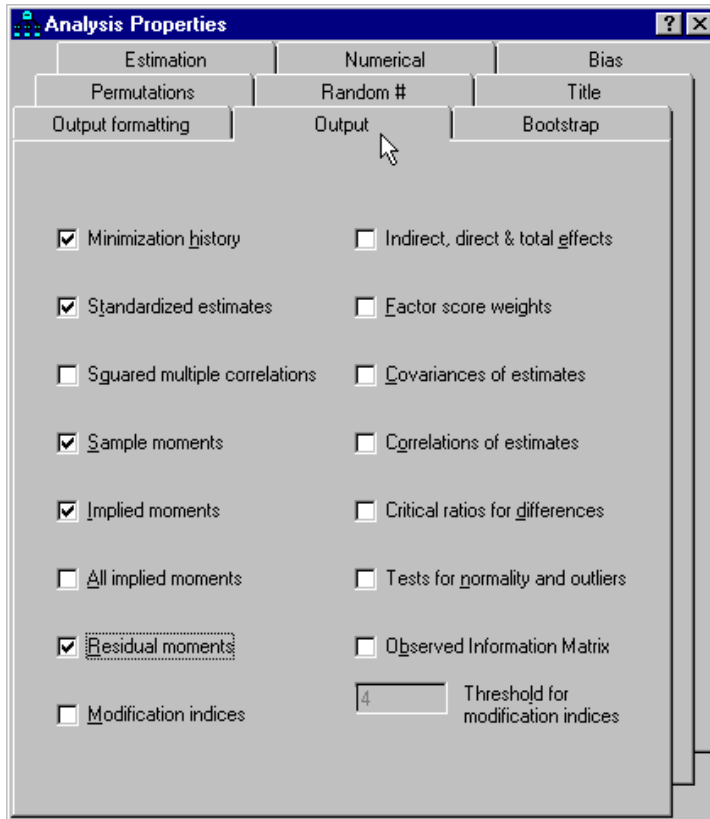 Analysis Properties
Estimation Numerical Bias
Permutations Random # Title
Output formatting Output Bootstrap
Minimization history Indirect, direct & total effects
Standardized estimates Factor score weights
Squared multiple correlations Covariances of estimates
Sample moments Correlations of estimates
Implied moments Critical ratios for differences
All implied moments Tests for normality and outliers
Residual moments Observed Information Matrix
4 Threshold for
Modification indices modification indices